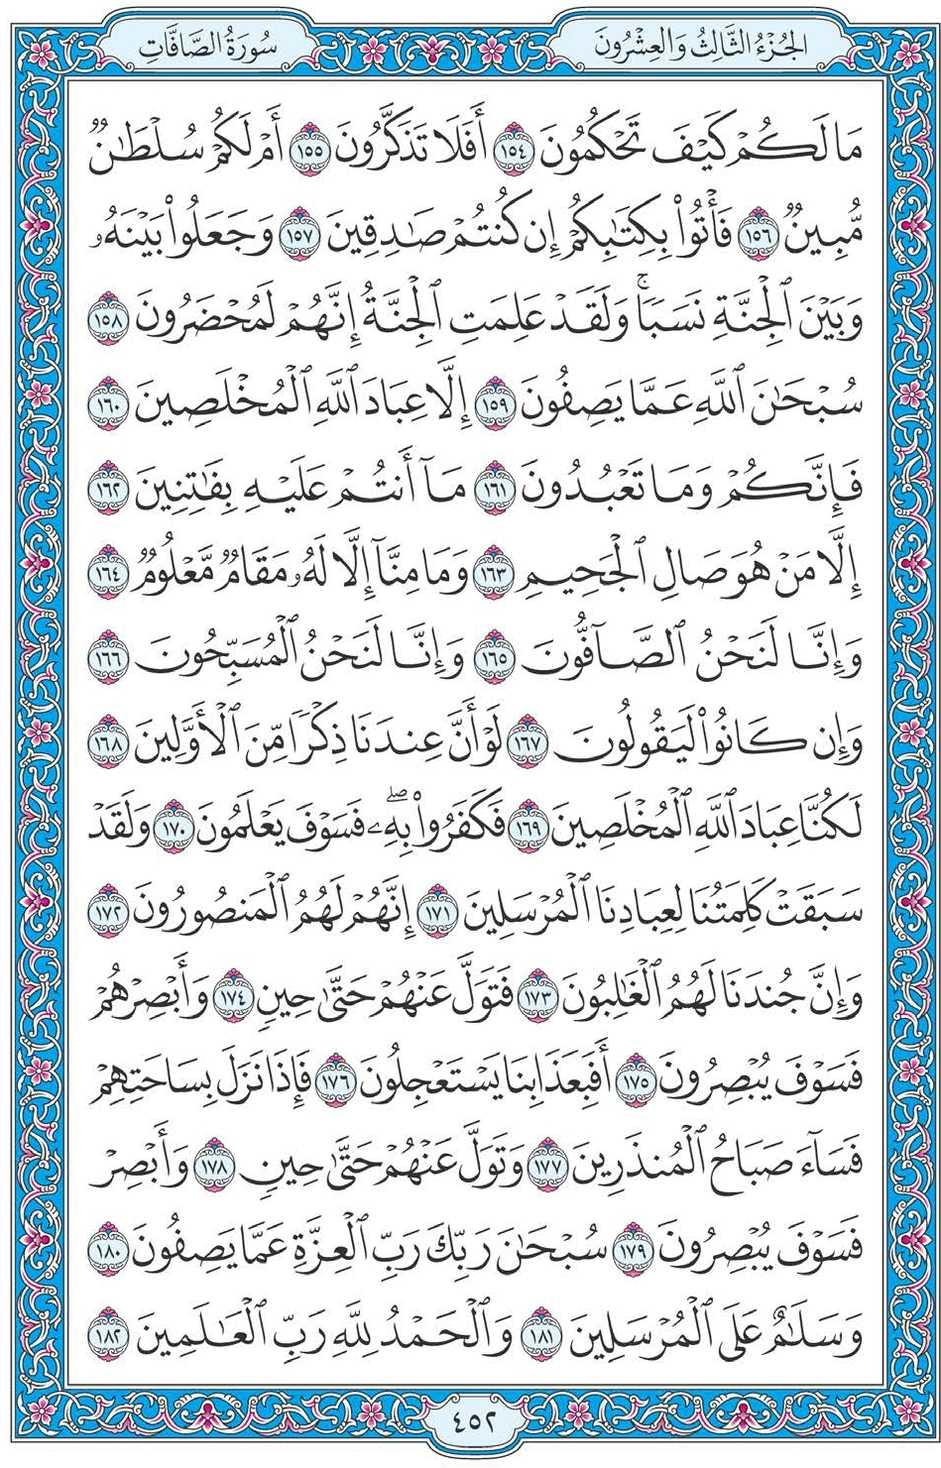 الجُزْءُ الثَّالِثُ وَالعِشْرُونَ
سُورَةُ الصَّافَّاتِ
مَا لَكُمْ كَيْفَ تَحْكُمُونَ ١٥٤ أَفَلَا تَذَكَّرُونَ ١٥٥ أَمْ لَكُمْ سُلْطَٰنٌ
مُّبِينٌ ١٥٦ فَأْتُوا۟ بِكِتَٰبِكُمْ إِن كُنتُمْ صَٰدِقِينَ ١٥٧ وَجَعَلُوا۟ بَيْنَهُۥ
وَبَيْنَ ٱلْجِنَّةِ نَسَبًاۚ وَلَقَدْ عَلِمَتِ ٱلْجِنَّةُ إِنَّهُمْ لَمُحْضَرُونَ ١٥٨
سُبْحَٰنَ ٱللَّهِ عَمَّا يَصِفُونَ ١٥٩ إِلَّا عِبَادَ ٱللَّهِ ٱلْمُخْلَصِينَ ١٦٠
فَإِنَّكُمْ وَمَا تَعْبُدُونَ ١٦١ مَآ أَنتُمْ عَلَيْهِ بِفَٰتِنِينَ ١٦٢
إِلَّا مَنْ هُوَ صَالِ ٱلْجَحِيمِ ١٦٣ وَمَا مِنَّآ إِلَّا لَهُۥ مَقَامٌ مَّعْلُومٌ ١٦٤
وَإِنَّا لَنَحْنُ ٱلصَّآفُّونَ ١٦٥ وَإِنَّا لَنَحْنُ ٱلْمُسَبِّحُونَ ١٦٦
وَإِن كَانُوا۟ لَيَقُولُونَ ١٦٧ لَوْ أَنَّ عِندَنَا ذِكْرًا مِّنَ ٱلْأَوَّلِينَ ١٦٨
لَكُنَّا عِبَادَ ٱللَّهِ ٱلْمُخْلَصِينَ ١٦٩ فَكَفَرُوا۟ بِهِۦۖ فَسَوْفَ يَعْلَمُونَ ١٧٠ وَلَقَدْ
سَبَقَتْ كَلِمَتُنَا لِعِبَادِنَا ٱلْمُرْسَلِينَ ١٧١ إِنَّهُمْ لَهُمُ ٱلْمَنصُورُونَ ١٧٢
وَإِنَّ جُندَنَا لَهُمُ ٱلْغَٰلِبُونَ ١٧٣ فَتَوَلَّ عَنْهُمْ حَتَّىٰ حِينٍ ١٧٤ وَأَبْصِرْهُمْ
فَسَوْفَ يُبْصِرُونَ ١٧٥ أَفَبِعَذَابِنَا يَسْتَعْجِلُونَ ١٧٦ فَإِذَا نَزَلَ بِسَاحَتِهِمْ
فَسَآءَ صَبَاحُ ٱلْمُنذَرِينَ ١٧٧ وَتَوَلَّ عَنْهُمْ حَتَّىٰ حِينٍ ١٧٨ وَأَبْصِرْ
فَسَوْفَ يُبْصِرُونَ ١٧٩ سُبْحَٰنَ رَبِّكَ رَبِّ ٱلْعِزَّةِ عَمَّا يَصِفُونَ ١٨٠
وَسَلَٰمٌ عَلَى ٱلْمُرْسَلِينَ ١٨١ وَٱلْحَمْدُ لِلَّهِ رَبِّ ٱلْعَٰلَمِينَ ١٨٢
٤٥٢